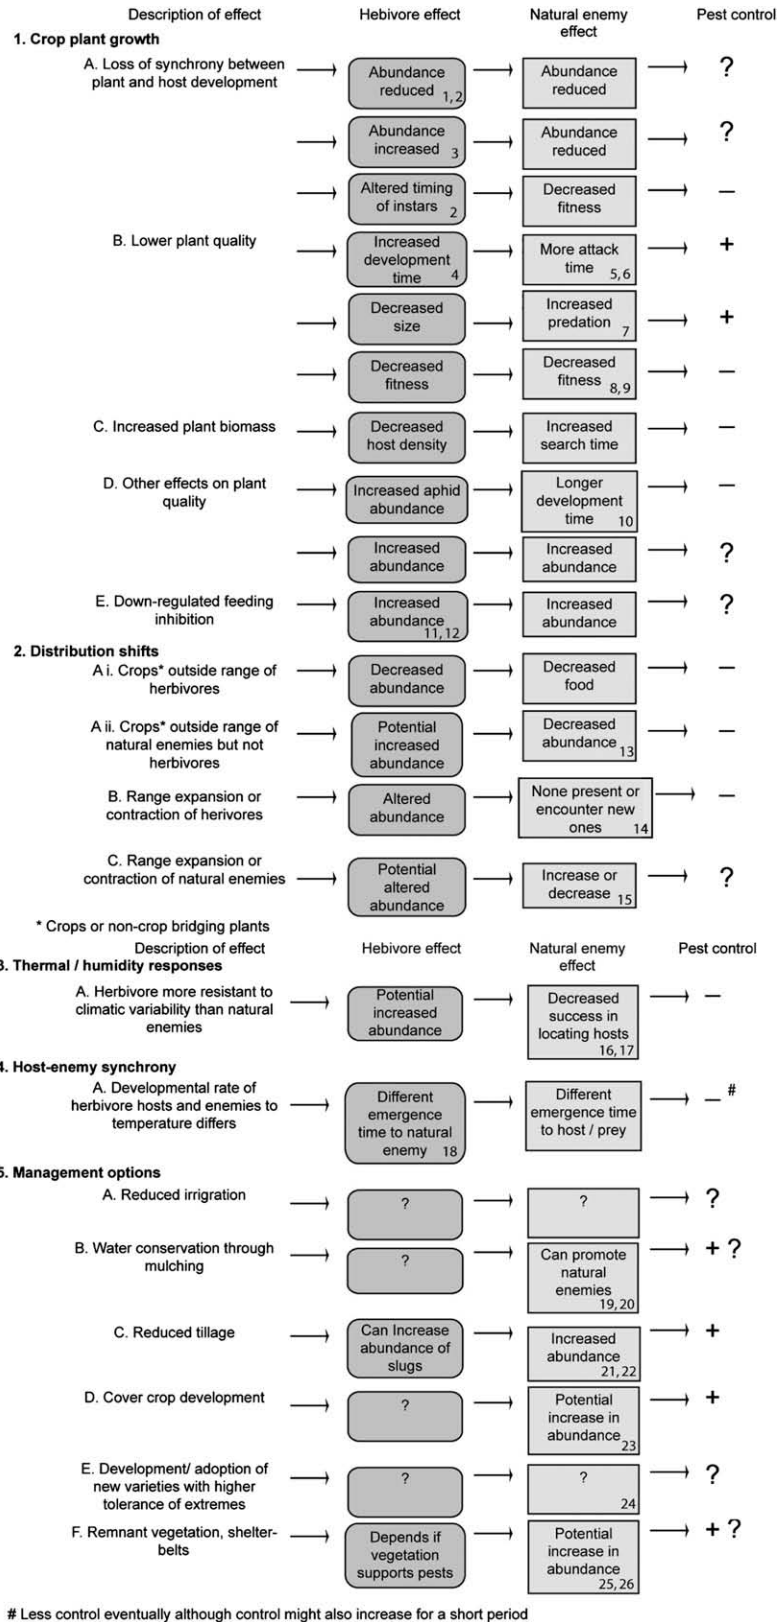 Description of effect Hebivore effect Natural enemy effect Pest control
1. Crop plant growth
A. Loss of synchrony between
plant and host development
Abundance
reduced 1, 2
Abundance
reduced
?
Abundance
increased 3
Abundance
reduced
?
Altered timing
of instars 2
Decreased
fitness
–
B. Lower plant quality
Increased
development
time 4
More attack
time 5, 6
+
Decreased
size
Increased
predation 7
+
Decreased
fitness
Decreased
fitness 8, 9
–
C. Increased plant biomass
Decreased
host density
Increased
search time
–
D. Other effects on plant
quality
Increased aphid
abundance
Longer
development
time 10
–
Increased
abundance
Increased
abundance
?
E. Down-regulated feeding
inhibition
Increased
abundance
11, 12
Increased
abundance
?
2. Distribution shifts
A i. Crops* outside range of
herbivores
Decreased
abundance
Decreased
food
–
A ii. Crops* outside range of
natural enemies but not
herbivores
Potential
increased
abundance
Decreased
abundance 13
–
B. Range expansion or
contraction of herivores
Altered
abundance
None present or
encounter new
ones 14
–
C. Range expansion or
contraction of natural enemies
Potential
altered
abundance
Increase or
decrease 15
?
* Crops or non-crop bridging plants
Description of effect Hebivore effect Natural enemy effect Pest control
3. Thermal / humidity responses
A. Herbivore more resistant to
climatic variability than natural
enemies
Potential
increased
abundance
Decreased
success in
locating hosts
16, 17
–
4. Host-enemy synchrony
A. Developmental rate of
herbivore hosts and enemies to
temperature differs
Different
emergence
time to natural
enemy 18
Different
emergence time
to host / prey
– #
5. Management options
A. Reduced irrigration
?
?
?
B. Water conservation through
mulching
?
Can promote
natural
enemies
19, 20
+ ?
C. Reduced tillage
Can Increase
abundance of
slugs
Increased
abundance
21, 22
+
D. Cover crop development
?
Potential
increase in
abundance
23
+
E. Development/ adoption of
new varieties with higher
tolerance of extremes
?
?
24
?
F. Remnant vegetation, shelter-
belts
Depends if
vegetation
supports pests
Potential
increase in
abundance
25, 26
+ ?
# Less control eventually although control might also increase for a short period